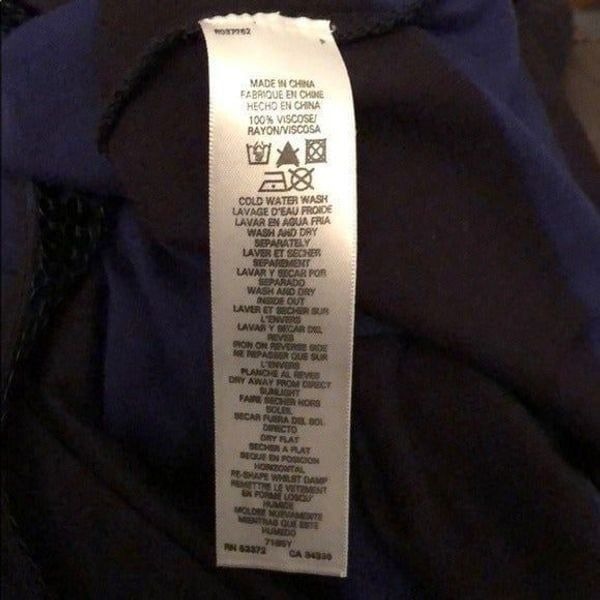 R037762
A
MADE IN CHINA
FABRIQUE EN CHINE
HECHO EN CHINA
100% VISCOSE/
RAYON/VISCOSA
COLD WATER WASH
LAVAGE D'EAU FROIDE
LAVAR EN AGUA FRIA
WASH AND DRY
SEPARATELY
LAVER ET SECHER
SEPAREMENT
LAVAR Y SECAR POR
SEPARADO
WASH AND DRY
INSIDE OUT
LAVER ET SECHER SUR
L'ENVERS
LAVAR Y SECAR DEL
REVES
IRON ON REVERSE SIDE
NE REPASSER QUE SUR
L'ENVERS
PLANCHE AL REVES
DRY AWAY FROM DIRECT
SUNLIGHT
FAIRE SECHER HORS
SOLEIL
SECAR FUERA DEL SOL
DIRECTO
DRY FLAT
SECHER A PLAT
SEQUE EN POSICION
HORIZONTAL
RE-SHAPE WHILST DAMP
REMETTRE LE VETEMENT
EN FORME LOSQU'
HUMIDE
MOLDEE NUEVAMENTE
MIENTRAS QUE ESTE
HUMEDO
RN 53372 CA